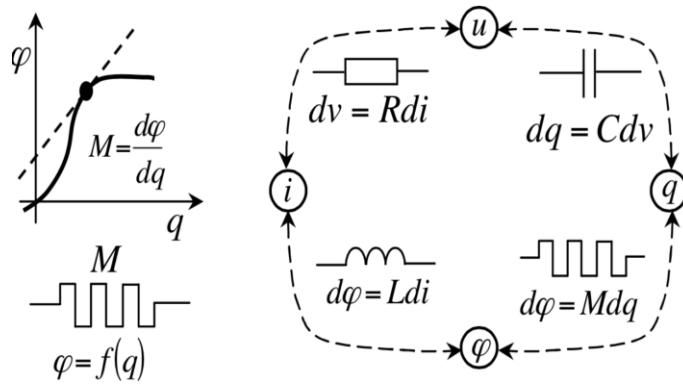 φ
M = dφ/dq
q
M
φ = f(q)
u
dv = Rdi
dq = Cdv
i
q
dφ = Ldi
dφ = Mdq
φ